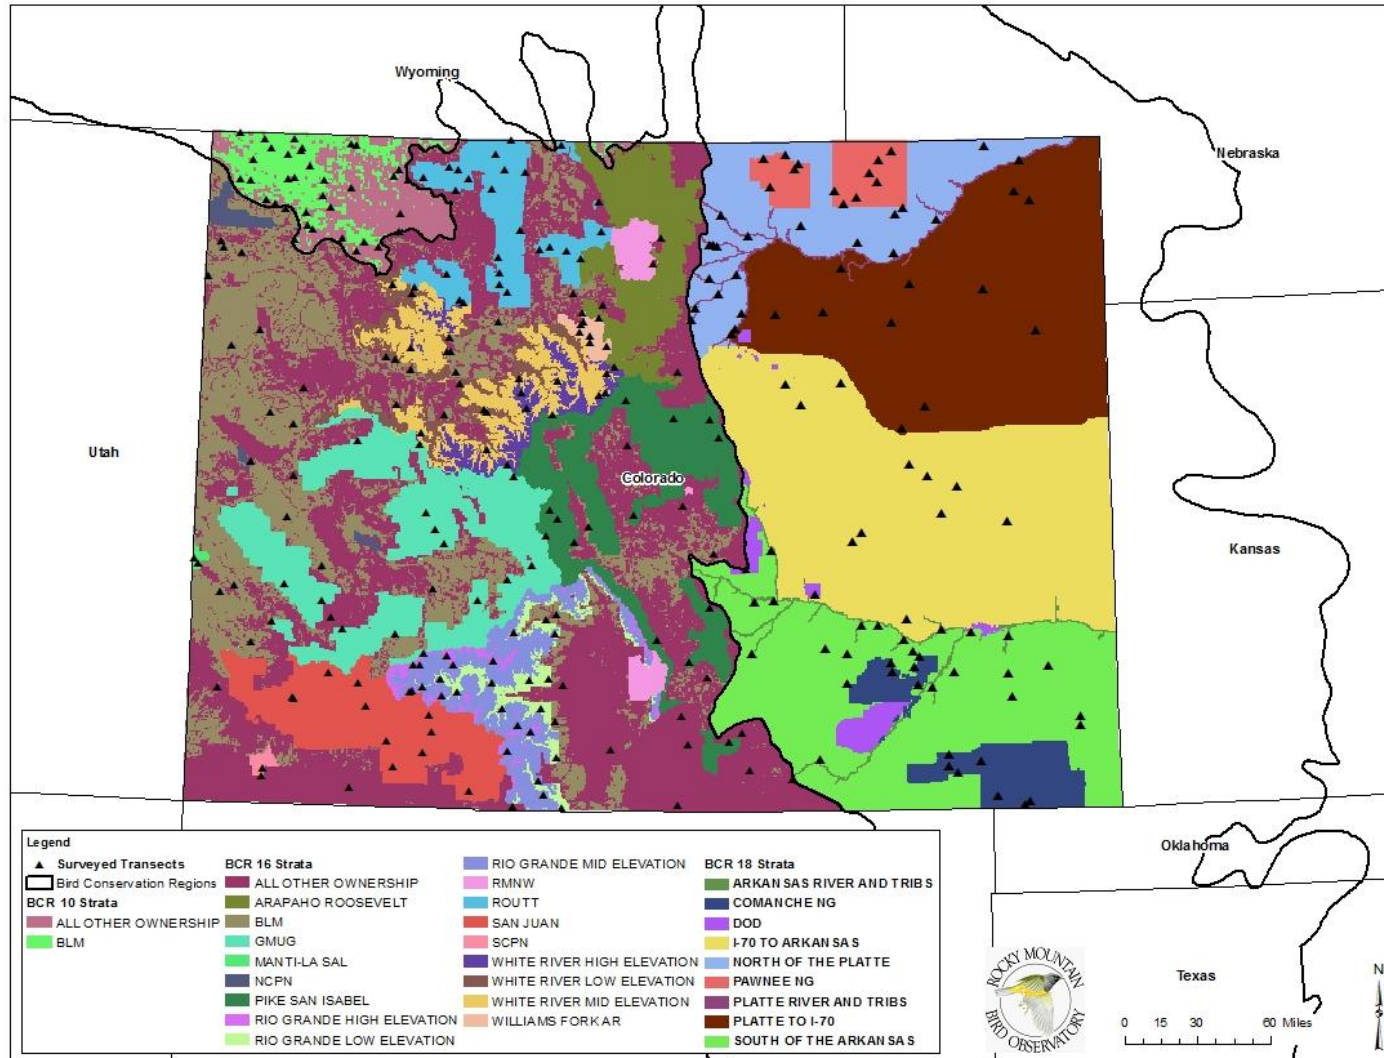 Wyoming
Nebraska
Utah
Colorado
Kansas
Oklahoma
Texas
Legend
Surveyed Transects
Bird Conservation Regions
BCR 10 Strata
ALL OTHER OWNERSHIP
BLM
BCR 16 Strata
ALL OTHER OWNERSHIP
ARAPAHO ROOSEVELT
BLM
GMUG
MANTI-LA SAL
NCPN
PIKE SAN ISABEL
RIO GRANDE HIGH ELEVATION
RIO GRANDE LOW ELEVATION
RIO GRANDE MID ELEVATION
RMNW
ROUTT
SAN JUAN
SCPN
WHITE RIVER HIGH ELEVATION
WHITE RIVER LOW ELEVATION
WHITE RIVER MID ELEVATION
WILLIAMS FORKAR
BCR 18 Strata
ARKANSAS RIVER AND TRIBS
COMANCHE NG
DOD
I-70 TO ARKANSAS
NORTH OF THE PLATTE
PAWNEE NG
PLATTE RIVER AND TRIBS
PLATTE TO I-70
SOUTH OF THE ARKANSAS
ROCKY MOUNTAIN
BIRD OBSERVATORY
0 15 30 60 Miles
N